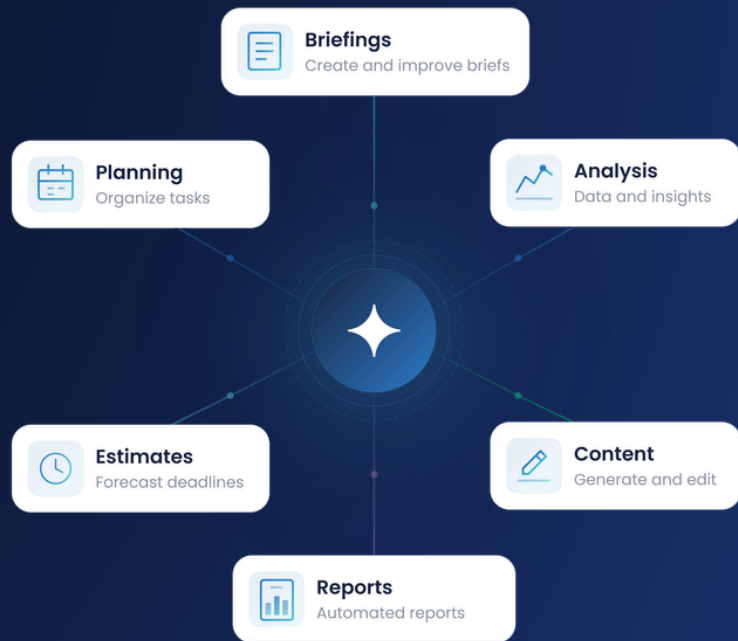 Briefings
Create and improve briefs
Planning
Organize tasks
Analysis
Data and insights
Estimates
Forecast deadlines
Content
Generate and edit
Reports
Automated reports